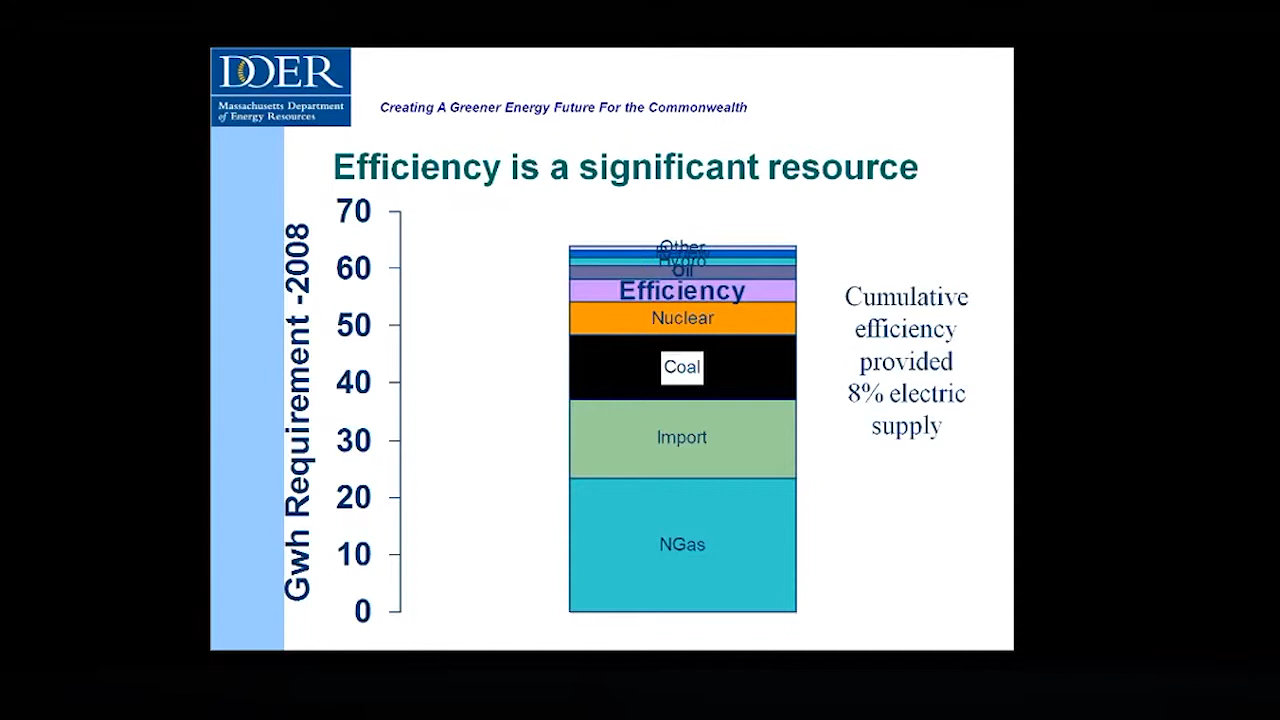 DOER
Massachusetts Department
of Energy Resources
Creating A Greener Energy Future For the Commonwealth
Efficiency is a significant resource
Gwh Requirement -2008
70
60
50
40
30
20
10
0
Other
Hydro
Oil
Efficiency
Nuclear
Coal
Import
NGas
Cumulative
efficiency
provided
8% electric
supply